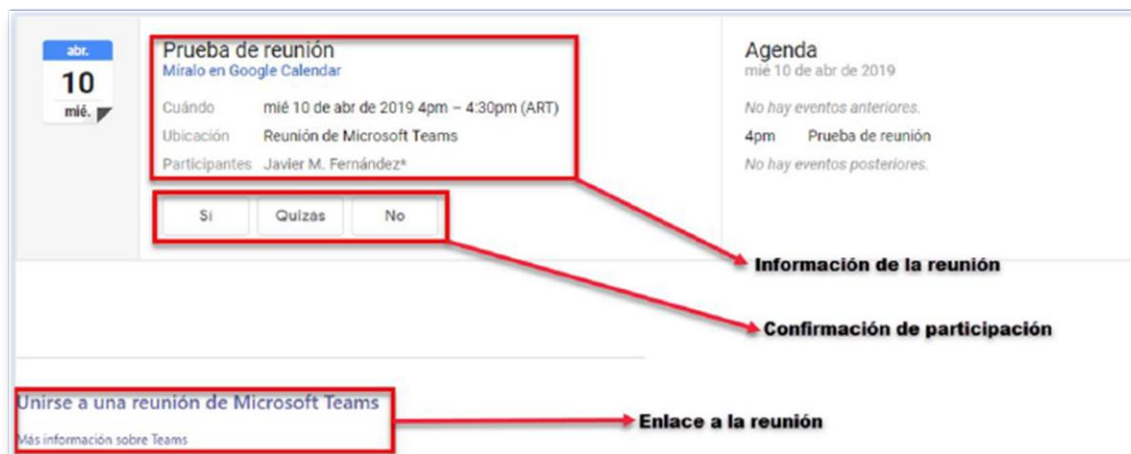 abr.
10
mié.
Prueba de reunión
Míralo en Google Calendar
Cuándo mié 10 de abr de 2019 4pm – 4:30pm (ART)
Ubicación Reunión de Microsoft Teams
Participantes Javier M. Fernández*
Sí Quizas No
Agenda
mié 10 de abr de 2019
No hay eventos anteriores.
4pm Prueba de reunión
No hay eventos posteriores.
Información de la reunión
Confirmación de participación
Unirse a una reunión de Microsoft Teams
Más información sobre Teams
Enlace a la reunión